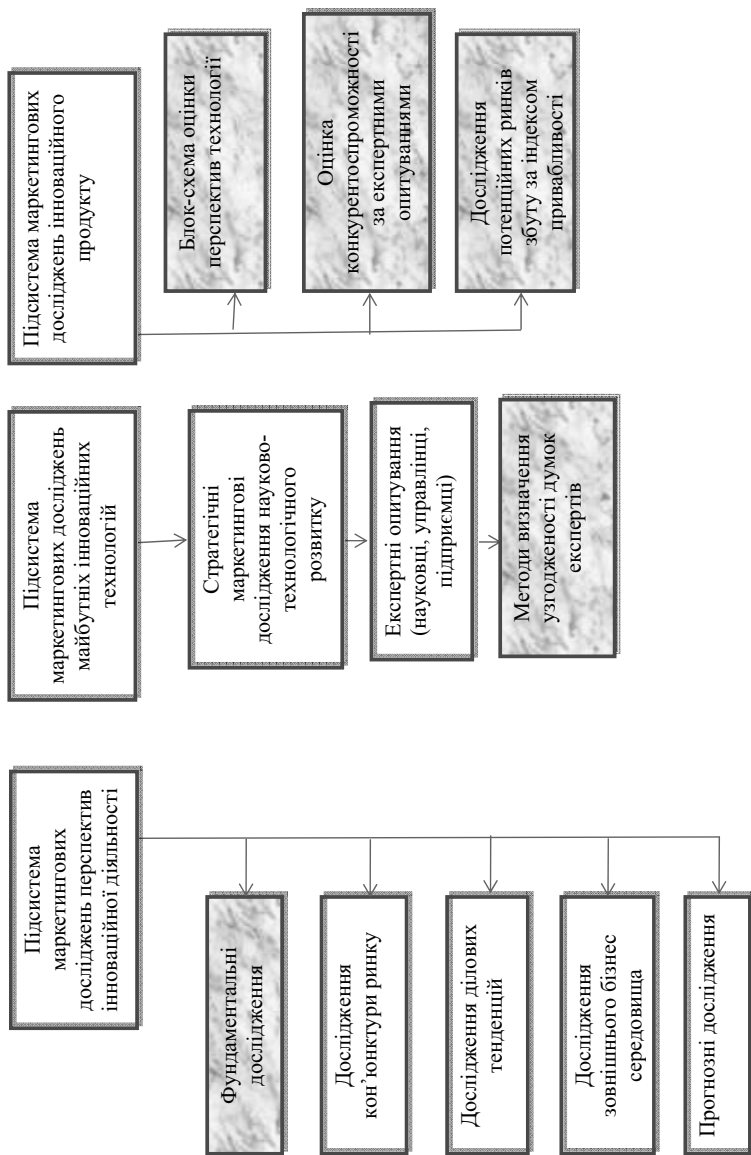 Підсистема
маркетингових
досліджень перспектив
інноваційної діяльності
Фундаментальні
дослідження
Дослідження
кон’юнктури ринку
Дослідження ділових
тенденцій
Дослідження
зовнішнього бізнес
середовища
Прогнозні дослідження
Підсистема
маркетингових досліджень
майбутніх інноваційних
технологій
Стратегічні
маркетингові
дослідження науково-
технологічного
розвитку
Експертні опитування
(науковці, управлінці,
підприємці)
Методи визначення
узгодженості думок
експертів
Підсистема маркетингових
досліджень інноваційного
продукту
Блок-схема оцінки
перспектив технології
Оцінка
конкурентоспроможності
за експертними
опитуваннями
Дослідження
потенційних ринків
збуту за індексом
привабливості